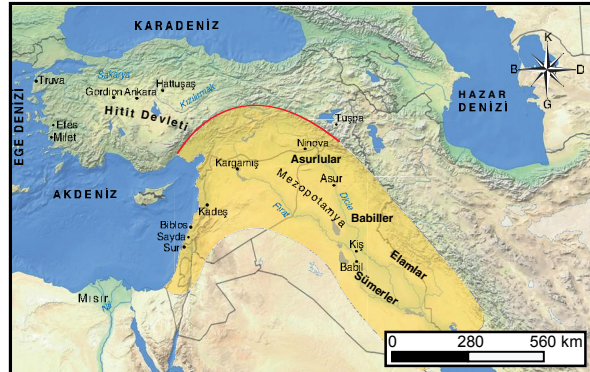 KARADENİZ
K
B
D
G
HAZAR
DENİZİ
EGE DENİZİ
Truva
Sakarya
Gordion
Ankara
Hattuşaş
Kızılırmak
Hitit Devleti
Efes
Milet
Tuşpa
Ninova
Asurlular
Kargamış
Asur
Mezopotamya
AKDENİZ
Kadeş
Fırat
Dicle
Babiller
Biblos
Sayda
Sur
Kiş
Babil
Elamlar
Sümerler
Mısır
Nil
0 280 560 km